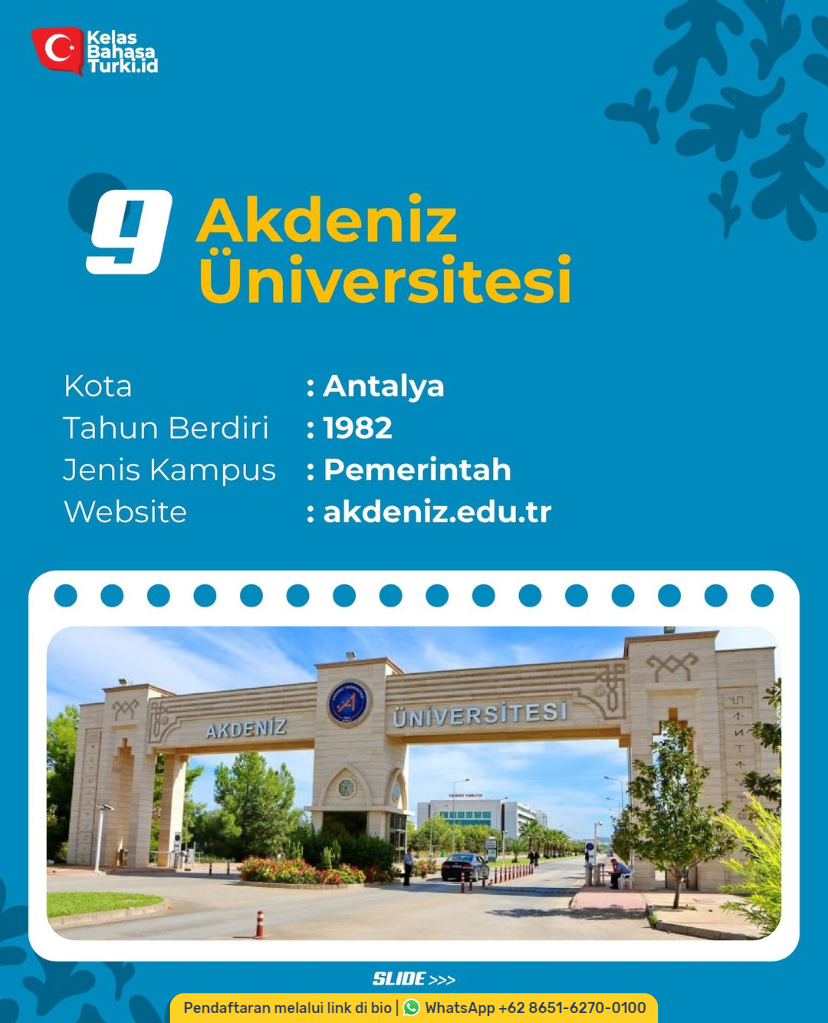 Kelas
Bahasa
Turki.id
9
Akdeniz
Üniversitesi
Kota : Antalya
Tahun Berdiri : 1982
Jenis Kampus : Pemerintah
Website : akdeniz.edu.tr
AKDENİZ ÜNİVERSİTESİ
SLIDE >>>
Pendaftaran melalui link di bio | WhatsApp +62 8651-6270-0100